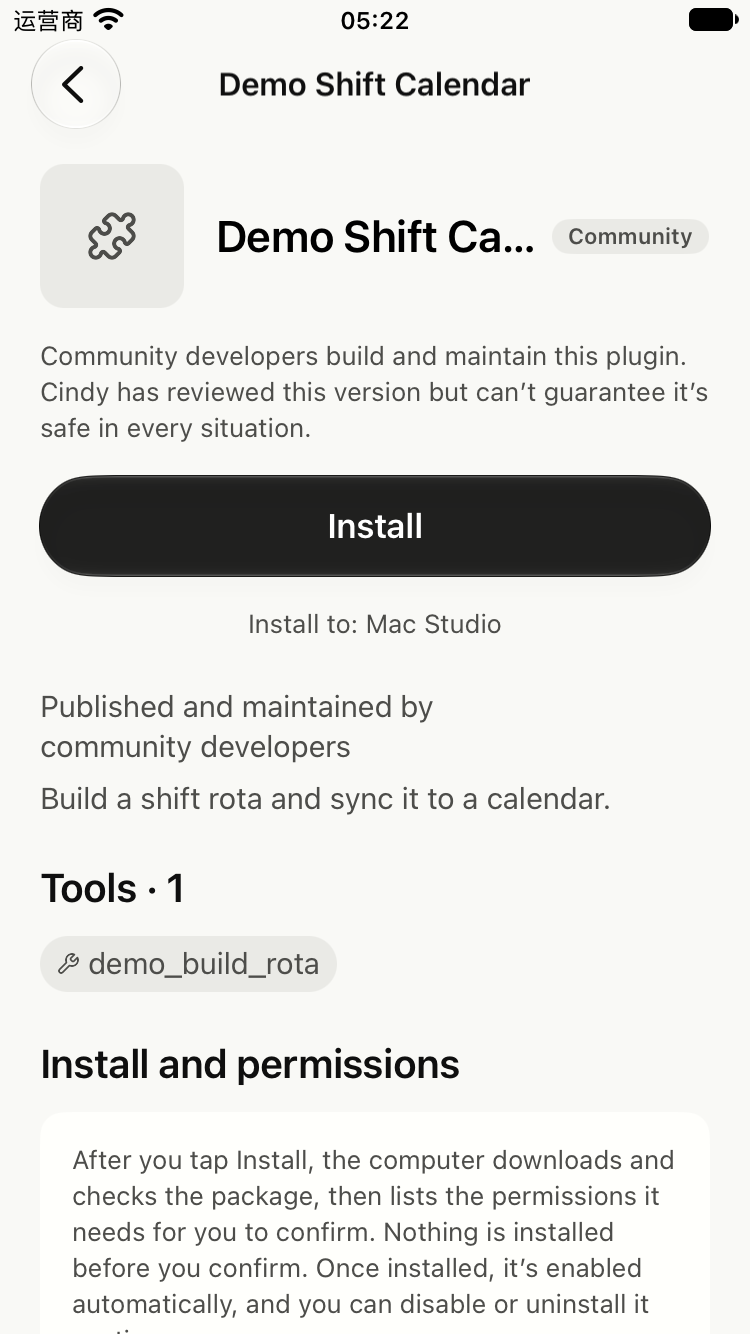 运营商
05:22
Demo Shift Calendar
Demo Shift Ca...
Community
Community developers build and maintain this plugin.
Cindy has reviewed this version but can’t guarantee it’s
safe in every situation.
Install
Install to: Mac Studio
Published and maintained by
community developers
Build a shift rota and sync it to a calendar.
Tools · 1
demo_build_rota
Install and permissions
After you tap Install, the computer downloads and
checks the package, then lists the permissions it
needs for you to confirm. Nothing is installed
before you confirm. Once installed, it’s enabled
automatically, and you can disable or uninstall it